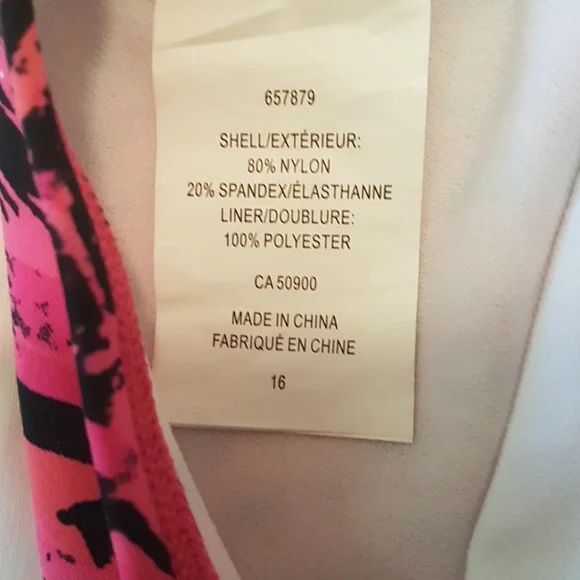 657879
SHELL/EXTÉRIEUR:
80% NYLON
20% SPANDEX/ÉLASTHANNE
LINER/DOUBLURE:
100% POLYESTER
CA 50900
MADE IN CHINA
FABRIQUÉ EN CHINE
16